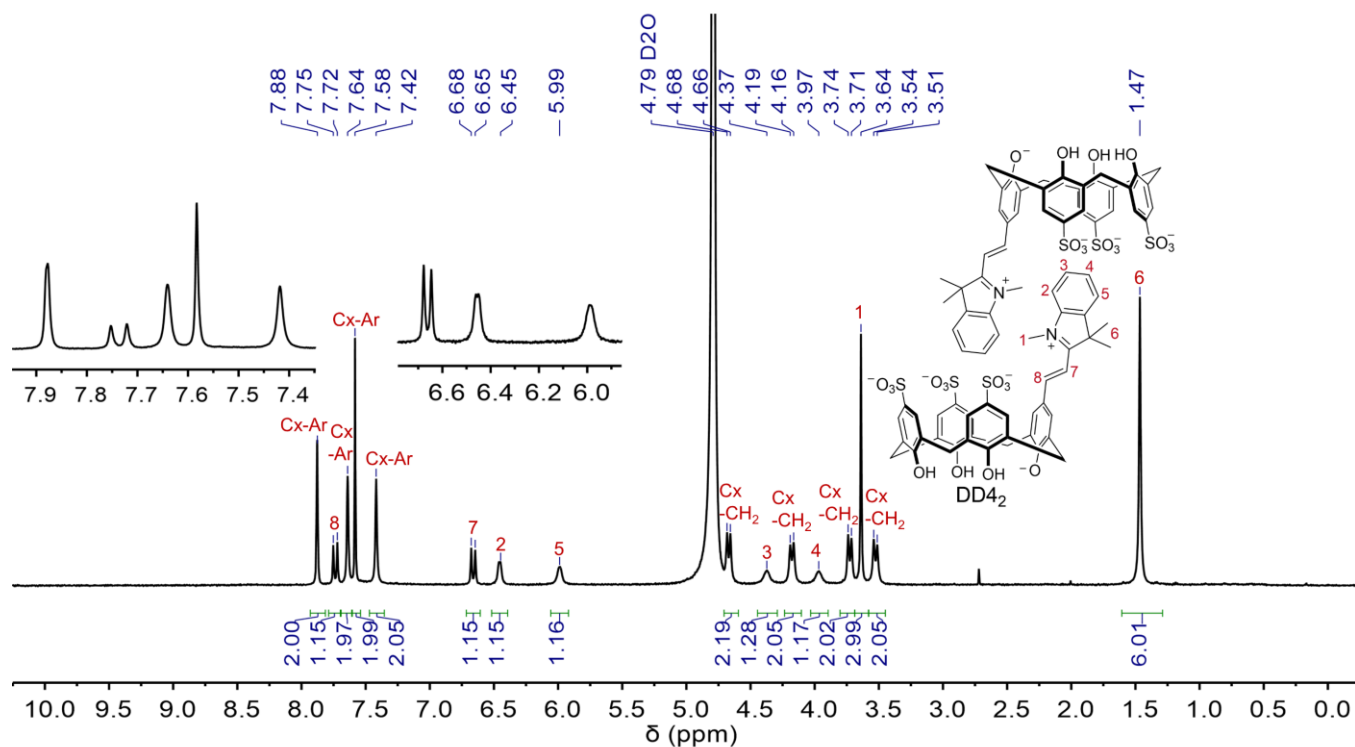 7.88
7.75
7.72
7.64
7.58
7.42
6.68
6.65
6.45
5.99
4.79 D2O
4.68
4.66
4.37
4.19
4.16
3.97
3.74
3.71
3.64
3.54
3.51
1.47
O⁻ OH OH HO
SO₃⁻ SO₃⁻ SO₃⁻
N⁺
3 4
2 5
1 N⁺ 6
8 7
⁻O₃S ⁻O₃S SO₃⁻
OH OH OH ⁻O
DD4₂
7.9 7.8 7.7 7.6 7.5 7.4
6.6 6.4 6.2 6.0
Cx-Ar
8
Cx
-Ar
Cx-Ar
Cx-Ar
7
2
5
Cx
-CH₂
3
Cx
-CH₂
4
Cx
-CH₂
1
Cx
-CH₂
6
2.00
1.15
1.97
1.99
2.05
1.15
1.15
1.16
2.19
1.28
2.05
1.17
2.02
2.99
2.05
6.01
10.0 9.5 9.0 8.5 8.0 7.5 7.0 6.5 6.0 5.5 5.0 4.5 4.0 3.5 3.0 2.5 2.0 1.5 1.0 0.5 0.0
δ (ppm)